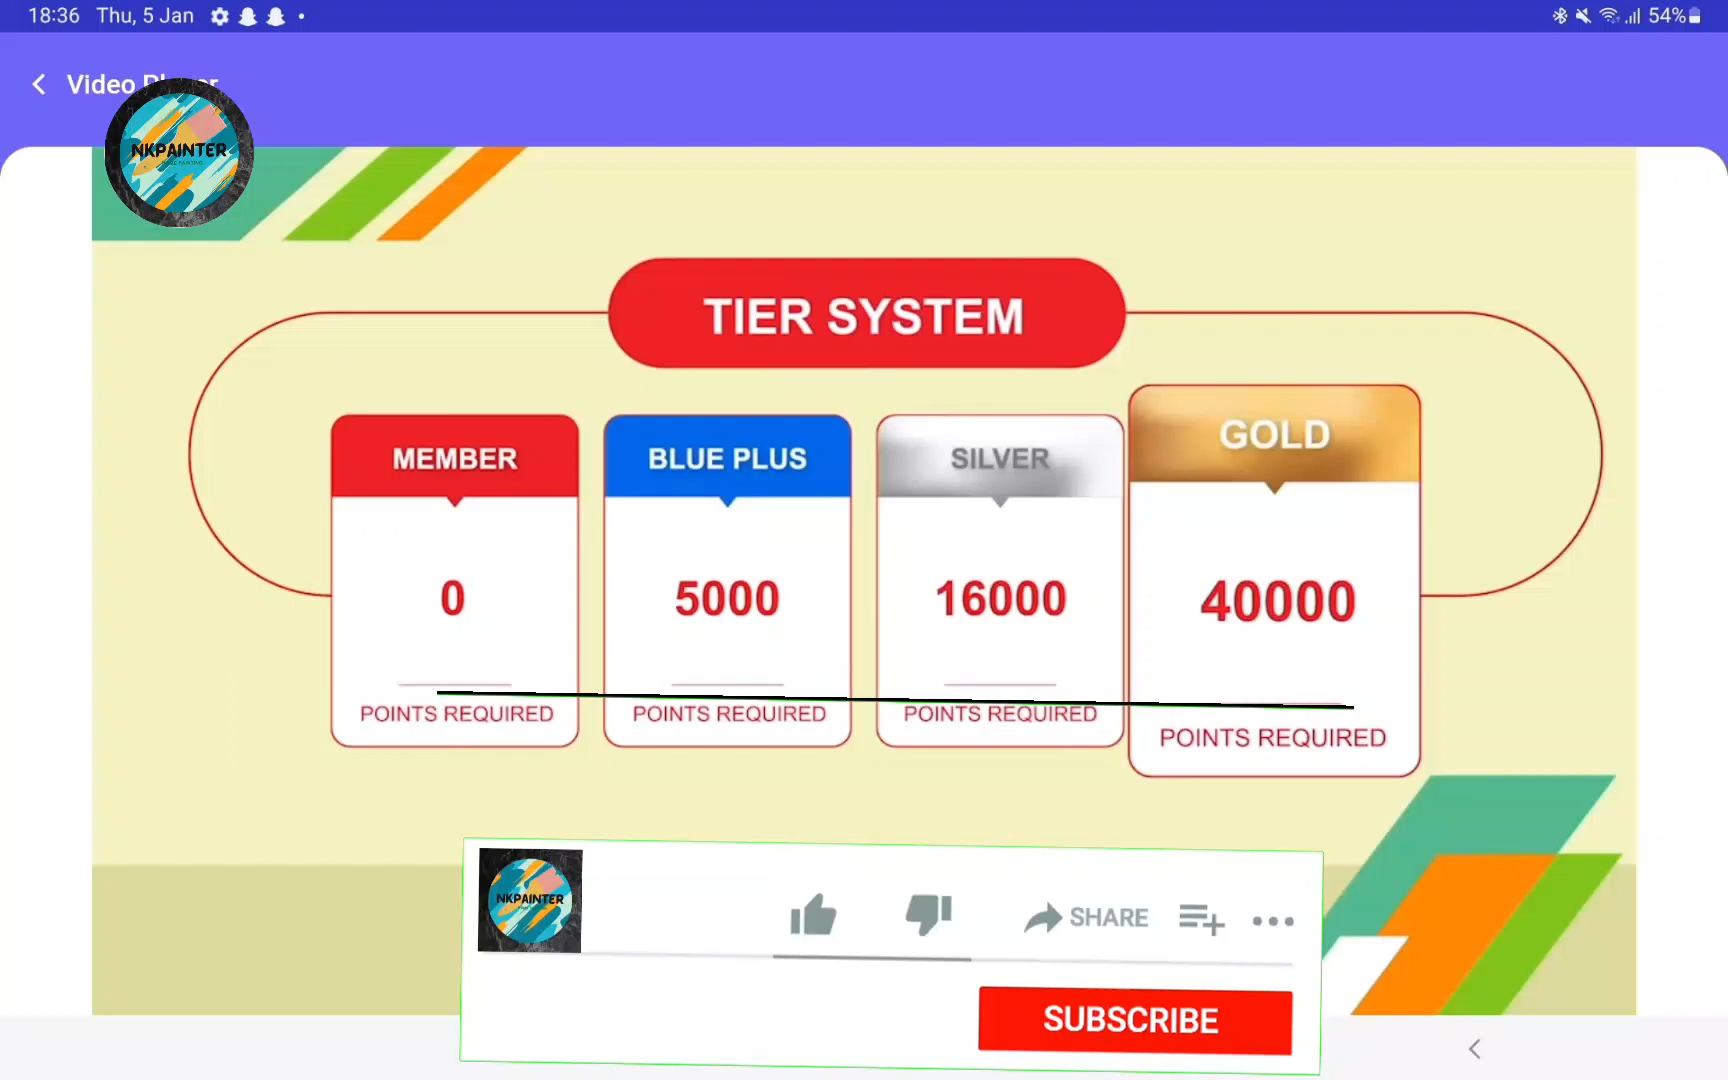 18:36 Thu, 5 Jan
54%
Video Player
NKPAINTER
TIER SYSTEM
MEMBER
0
POINTS REQUIRED
BLUE PLUS
5000
POINTS REQUIRED
SILVER
16000
POINTS REQUIRED
GOLD
40000
POINTS REQUIRED
NKPAINTER
SHARE
SUBSCRIBE